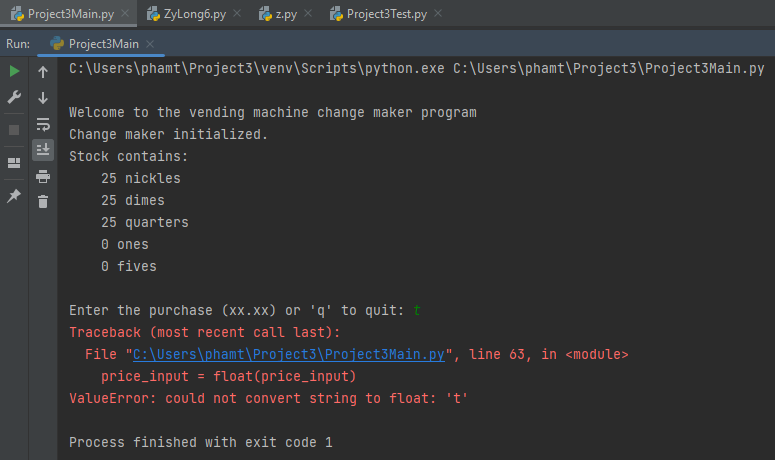 Project3Main.py ZyLong6.py z.py Project3Test.py
Run: Project3Main
C:\Users\phamt\Project3\venv\Scripts\python.exe C:\Users\phamt\Project3\Project3Main.py
Welcome to the vending machine change maker program
Change maker initialized.
Stock contains:
    25 nickles
    25 dimes
    25 quarters
    0 ones
    0 fives
Enter the purchase (xx.xx) or 'q' to quit: t
Traceback (most recent call last):
  File "C:\Users\phamt\Project3\Project3Main.py", line 63, in <module>
    price_input = float(price_input)
ValueError: could not convert string to float: 't'
Process finished with exit code 1